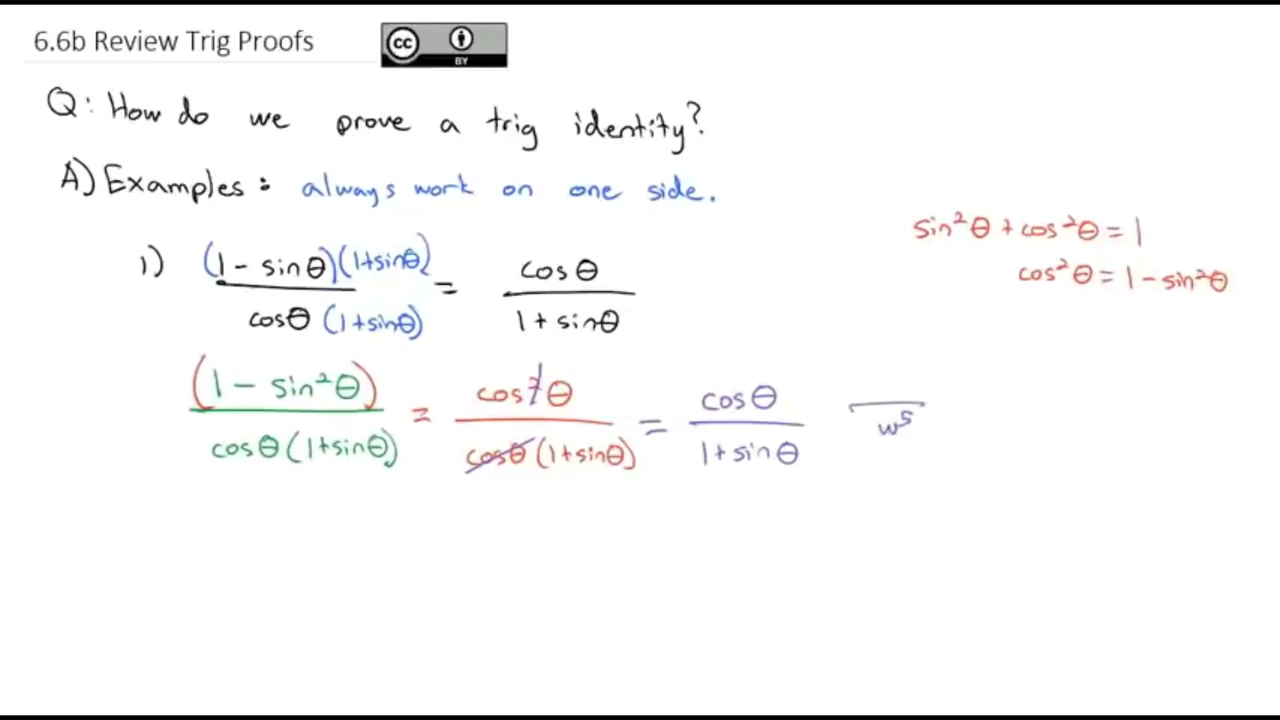 6.6b Review Trig Proofs
cc BY
Q: How do we prove a trig identity?
A) Examples: always work on one side.
sin²θ + cos²θ = 1
cos²θ = 1 - sin²θ
1) (1 - sinθ)(1+sinθ) / cosθ (1+sinθ) = cosθ / 1 + sinθ
(1 - sin²θ) / cosθ(1+sinθ) = cos²θ / cosθ(1+sinθ) = cosθ / 1 + sinθ